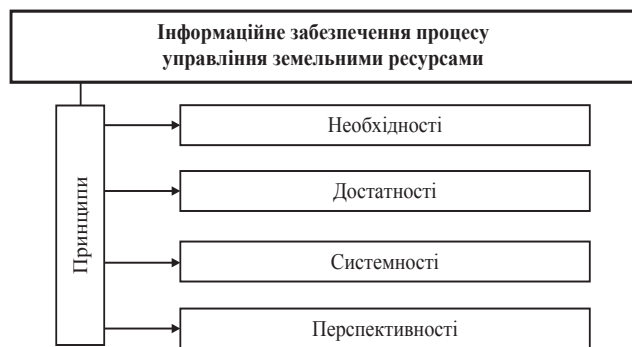 Інформаційне забезпечення процесу
управління земельними ресурсами
Принципи
Необхідності
Достатності
Системності
Перспективності